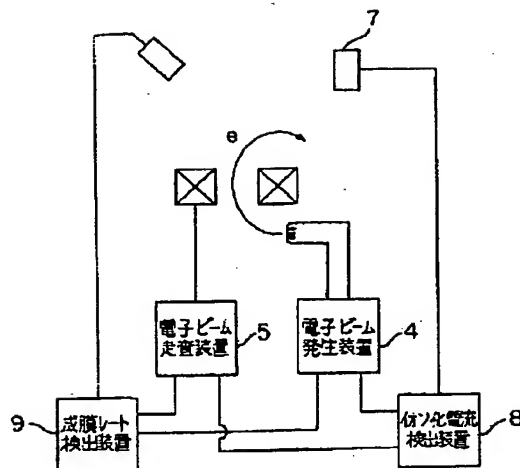 7
e
電子ビーム
走査装置
5
電子ビーム
発生装置
4
9
成膜レート
検出装置
イオン化電流
検出装置
8